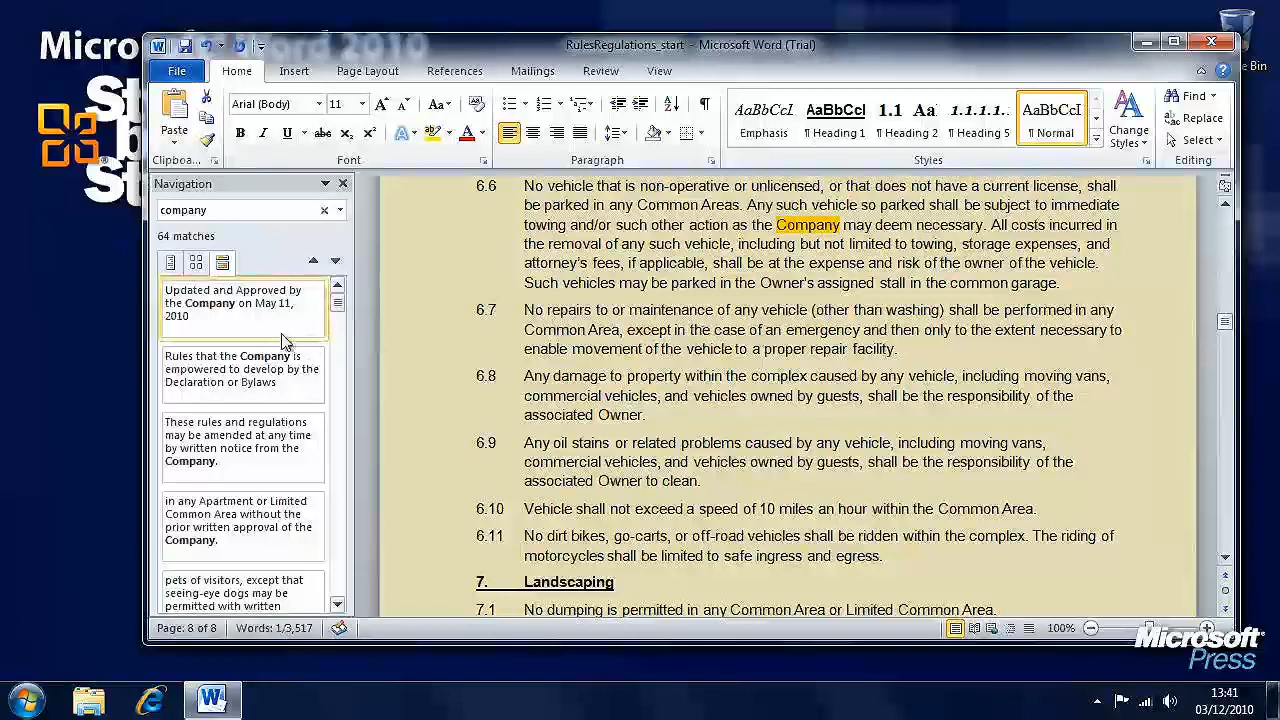 Microsoft Word 2010
RulesRegulations_start - Microsoft Word (Trial)
File Home Insert Page Layout References Mailings Review View
Bin
Paste
Arial (Body) 11
Aa
B I U abc x₂ x²
A ab A
AaBbCcI AaBbCcI 1.1 Aa 1.1.1.1. AaBbCcI
Emphasis ¶ Heading 1 ¶ Heading 2 ¶ Heading 5 ¶ Normal
Change
Styles
Find
Replace
Select
Clipboa... Font Paragraph Styles Editing
St
b
St
Navigation
company
64 matches
Updated and Approved by
the Company on May 11,
2010
Rules that the Company is
empowered to develop by the
Declaration or Bylaws
These rules and regulations
may be amended at any time
by written notice from the
Company.
in any Apartment or Limited
Common Area without the
prior written approval of the
Company.
pets of visitors, except that
seeing-eye dogs may be
permitted with written
6.6 No vehicle that is non-operative or unlicensed, or that does not have a current license, shall
be parked in any Common Areas. Any such vehicle so parked shall be subject to immediate
towing and/or such other action as the Company may deem necessary. All costs incurred in
the removal of any such vehicle, including but not limited to towing, storage expenses, and
attorney's fees, if applicable, shall be at the expense and risk of the owner of the vehicle.
Such vehicles may be parked in the Owner's assigned stall in the common garage.
6.7 No repairs to or maintenance of any vehicle (other than washing) shall be performed in any
Common Area, except in the case of an emergency and then only to the extent necessary to
enable movement of the vehicle to a proper repair facility.
6.8 Any damage to property within the complex caused by any vehicle, including moving vans,
commercial vehicles, and vehicles owned by guests, shall be the responsibility of the
associated Owner.
6.9 Any oil stains or related problems caused by any vehicle, including moving vans,
commercial vehicles, and vehicles owned by guests, shall be the responsibility of the
associated Owner to clean.
6.10 Vehicle shall not exceed a speed of 10 miles an hour within the Common Area.
6.11 No dirt bikes, go-carts, or off-road vehicles shall be ridden within the complex. The riding of
motorcycles shall be limited to safe ingress and egress.
7. Landscaping
7.1 No dumping is permitted in any Common Area or Limited Common Area.
Page: 8 of 8 Words: 1/3,517 100%
Microsoft
Press
13:41
03/12/2010